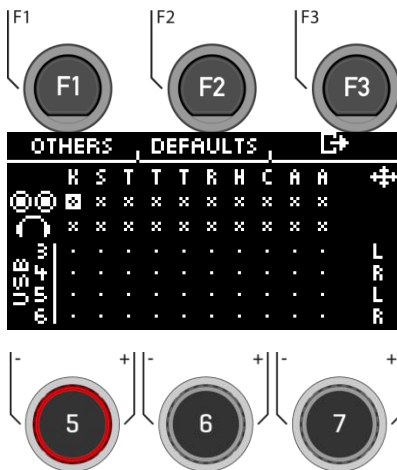 F1 F2 F3
F1 F2 F3
OTHERS DEFAULTS
K S T T T R H C A A
x x x x x x x x x x
x x x x x x x x x x
USB
3 . . . . . . . . . . L
4 . . . . . . . . . . R
5 . . . . . . . . . . L
6 . . . . . . . . . . R
- + - + - +
5 6 7